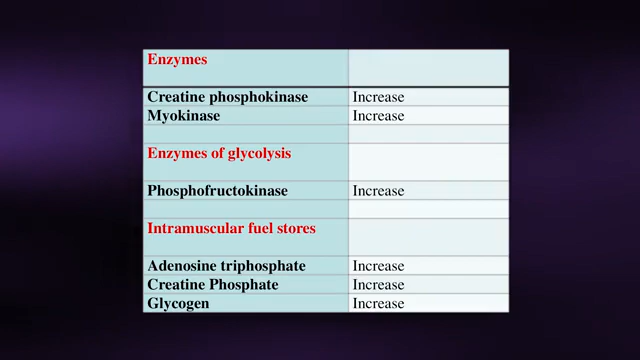 Enzymes
Creatine phosphokinase Increase
Myokinase Increase
Enzymes of glycolysis
Phosphofructokinase Increase
Intramuscular fuel stores
Adenosine triphosphate Increase
Creatine Phosphate Increase
Glycogen Increase